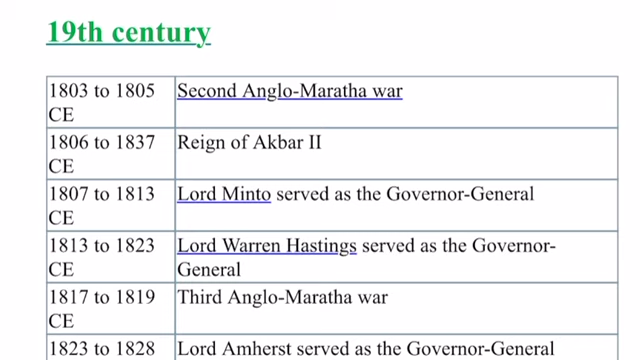 19th century
1803 to 1805 Second Anglo-Maratha war
CE
1806 to 1837 Reign of Akbar II
CE
1807 to 1813 Lord Minto served as the Governor-General
CE
1813 to 1823 Lord Warren Hastings served as the Governor-
CE General
1817 to 1819 Third Anglo-Maratha war
CE
1823 to 1828 Lord Amherst served as the Governor-General